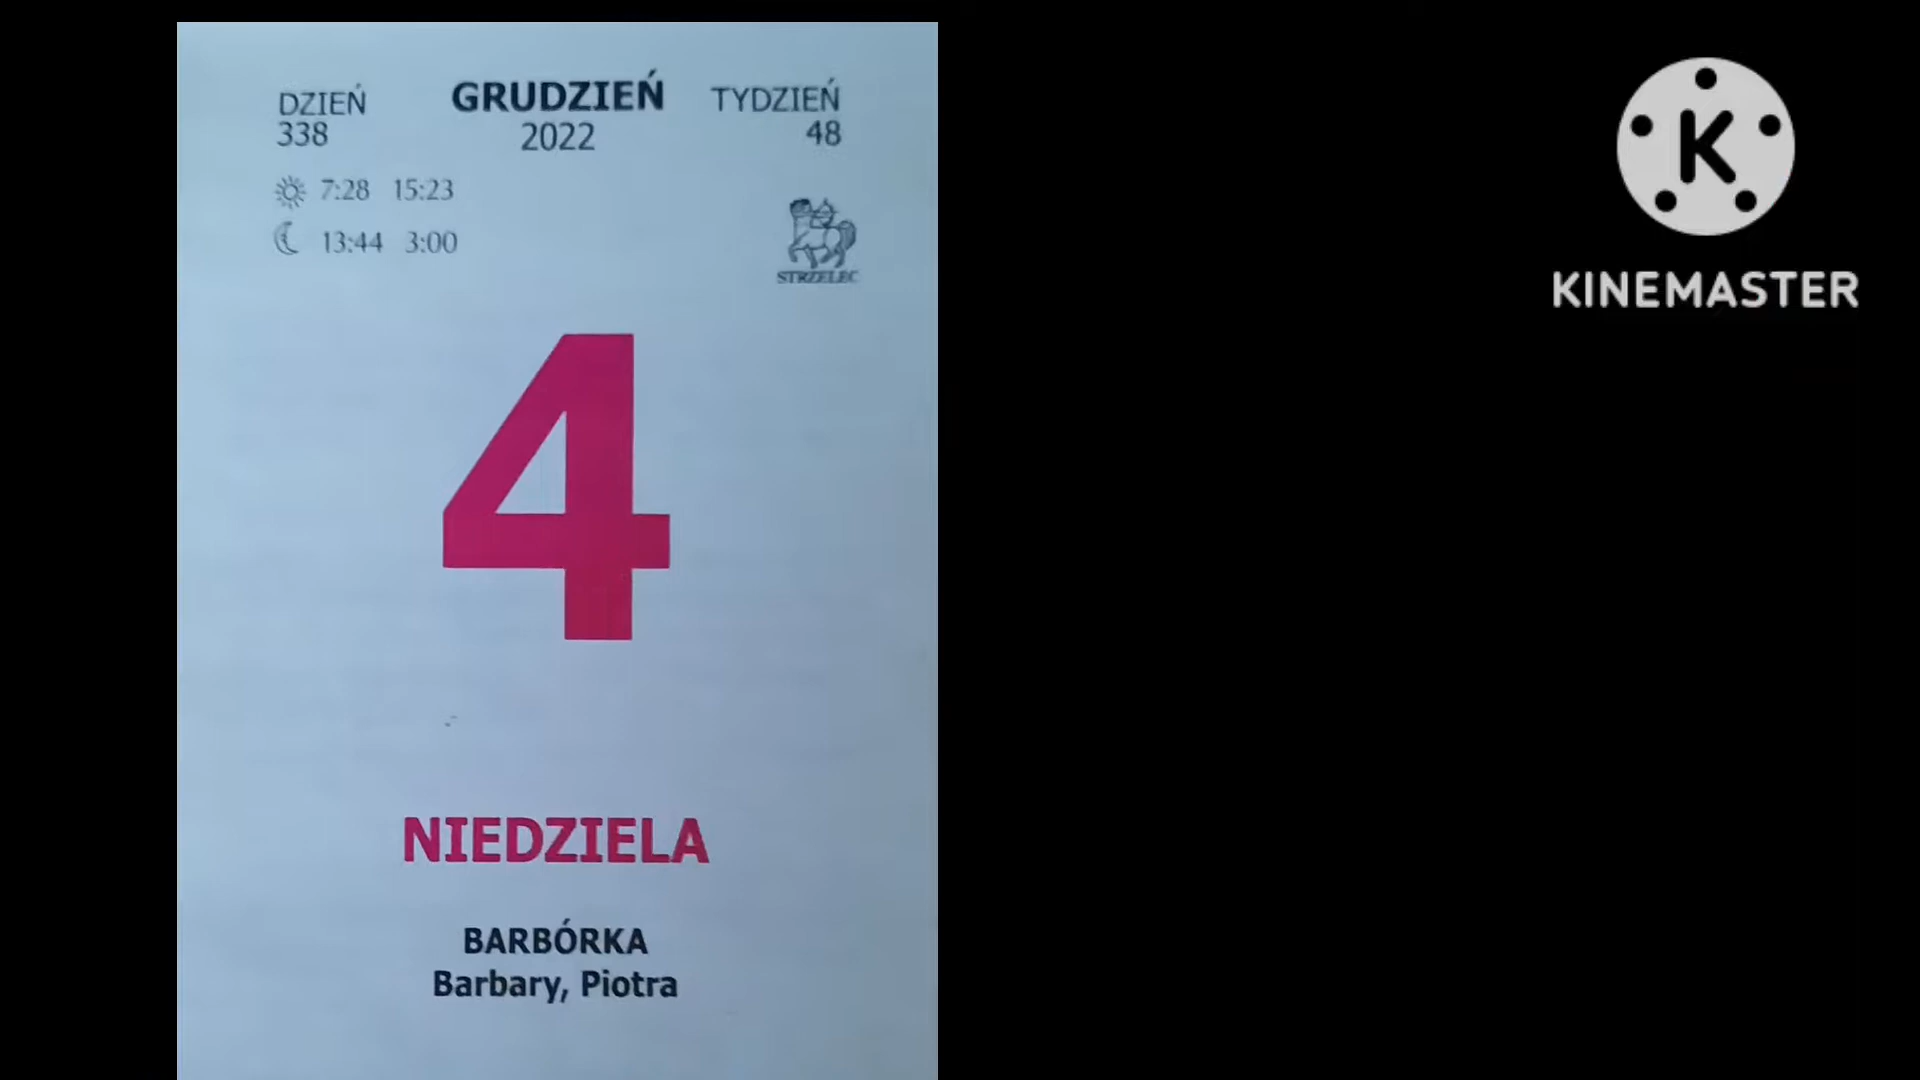 DZIEŃ
338
GRUDZIEŃ
2022
TYDZIEŃ
48
7:28 15:23
13:44 3:00
STRZELEC
4
NIEDZIELA
BARBÓRKA
Barbary, Piotra
K
KINEMASTER